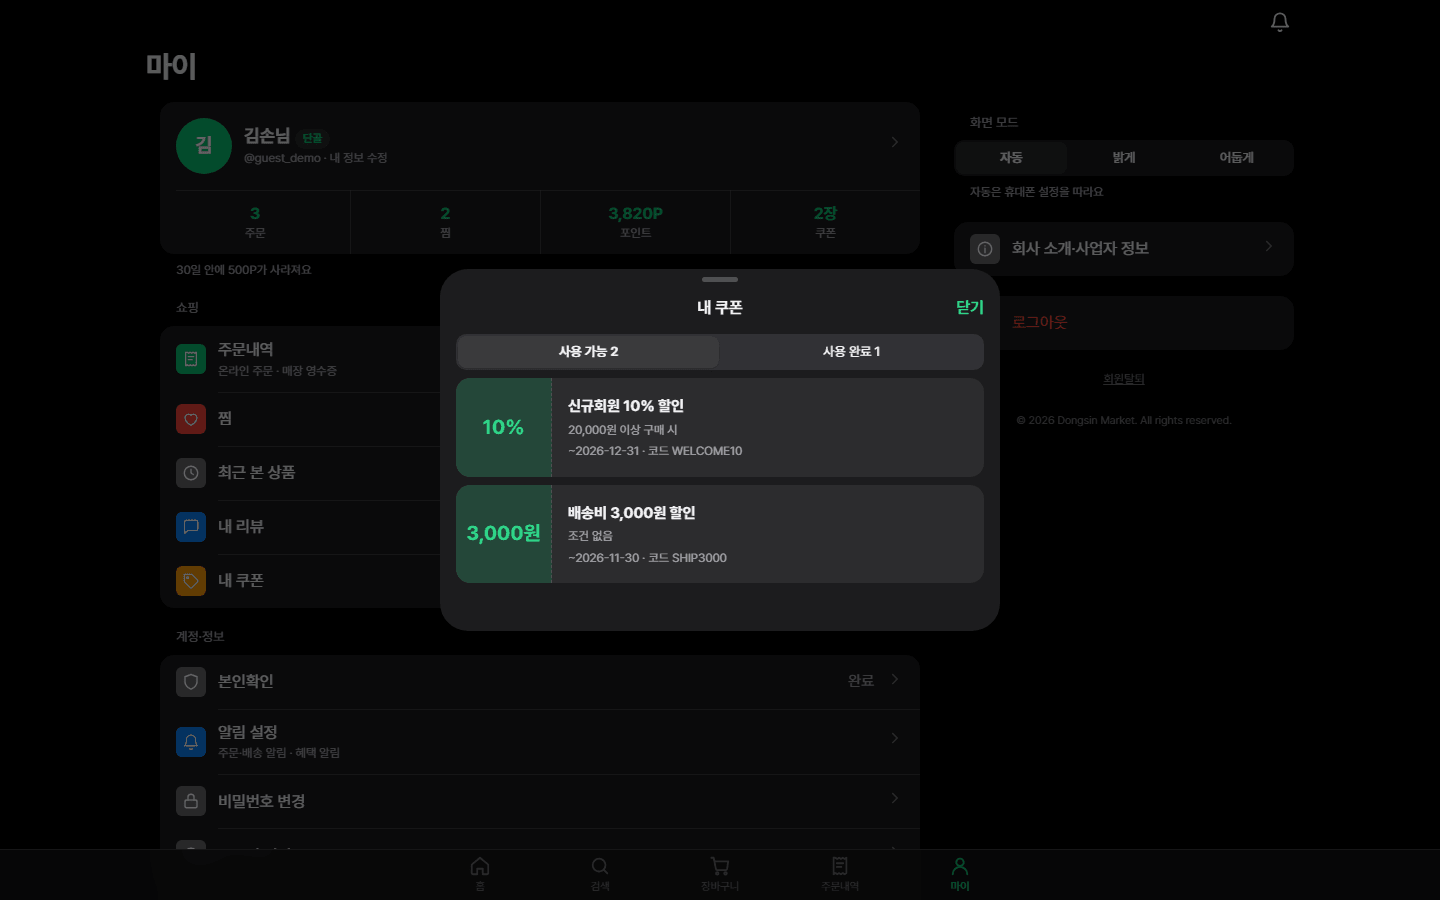 마이
김
김손님 단골
@guest_demo · 내 정보 수정
3
주문
2
찜
3,820P
포인트
2장
쿠폰
30일 안에 500P가 사라져요
쇼핑
주문내역
온라인 주문 · 매장 영수증
찜
최근 본 상품
내 리뷰
내 쿠폰
계정·정보
본인확인
완료
알림 설정
주문·배송 알림 · 혜택 알림
비밀번호 변경
화면 모드
자동
밝게
어둡게
자동은 휴대폰 설정을 따라요
회사 소개·사업자 정보
로그아웃
회원탈퇴
© 2026 Dongsin Market. All rights reserved.
내 쿠폰
닫기
사용 가능 2
사용 완료 1
10%
신규회원 10% 할인
20,000원 이상 구매 시
~2026-12-31 · 코드 WELCOME10
3,000원
배송비 3,000원 할인
조건 없음
~2026-11-30 · 코드 SHIP3000
홈
검색
장바구니
주문내역
마이